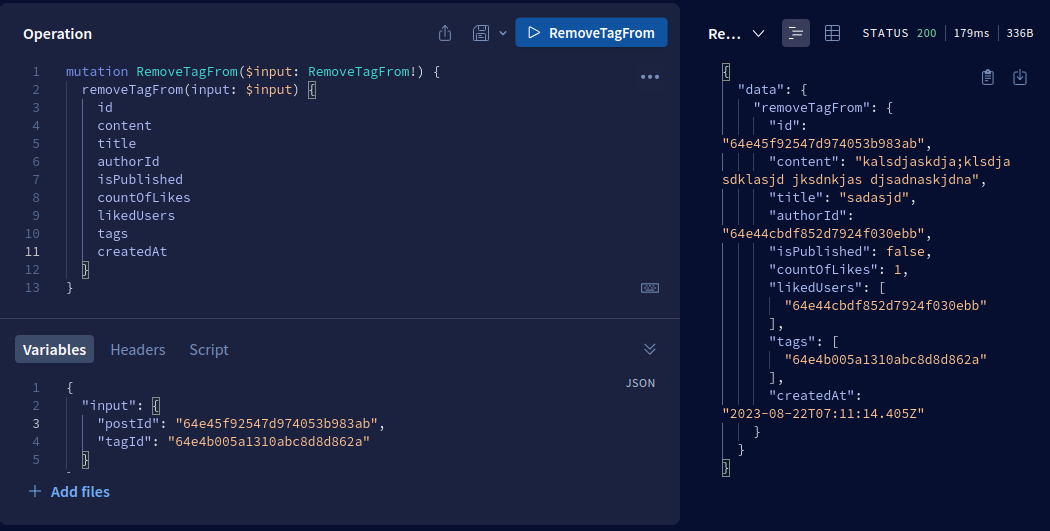 Operation
RemoveTagFrom
1 mutation RemoveTagFrom($input: RemoveTagFrom!) {
2 removeTagFrom(input: $input) {
3 id
4 content
5 title
6 authorId
7 isPublished
8 countOfLikes
9 likedUsers
10 tags
11 createdAt
12 }
13 }
Variables Headers Script
JSON
1 {
2 "input": {
3 "postId": "64e45f92547d974053b983ab",
4 "tagId": "64e4b005a1310abc8d8d862a"
5 }
+ Add files
Re... STATUS 200 179ms 336B
{
"data": {
"removeTagFrom": {
"id":
"64e45f92547d974053b983ab",
"content": "kalsdjaskdja;klsdja
sdklasjd jksdnkjas djsadnaskjdna",
"title": "sadasjd",
"authorId":
"64e44cbdf852d7924f030ebb",
"isPublished": false,
"countOfLikes": 1,
"likedUsers": [
"64e44cbdf852d7924f030ebb"
],
"tags": [
"64e4b005a1310abc8d8d862a"
],
"createdAt":
"2023-08-22T07:11:14.405Z"
}
}
}